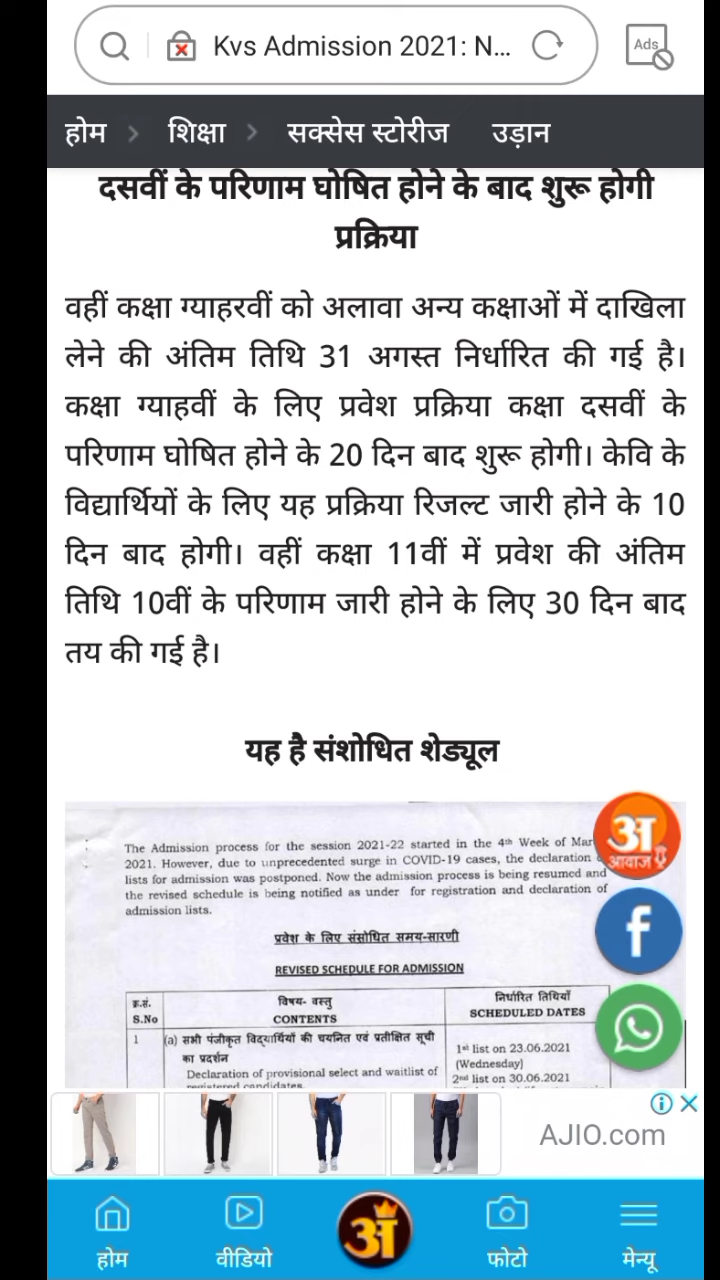 Kvs Admission 2021: N...
Ads
होम > शिक्षा > सक्सेस स्टोरीज उड़ान
दसवीं के परिणाम घोषित होने के बाद शुरू होगी
प्रक्रिया
वहीं कक्षा ग्याहरवीं को अलावा अन्य कक्षाओं में दाखिला
लेने की अंतिम तिथि 31 अगस्त निर्धारित की गई है।
कक्षा ग्याहवीं के लिए प्रवेश प्रक्रिया कक्षा दसवीं के
परिणाम घोषित होने के 20 दिन बाद शुरू होगी। केवि के
विद्यार्थियों के लिए यह प्रक्रिया रिजल्ट जारी होने के 10
दिन बाद होगी। वहीं कक्षा 11वीं में प्रवेश की अंतिम
तिथि 10वीं के परिणाम जारी होने के लिए 30 दिन बाद
तय की गई है।
यह है संशोधित शेड्यूल
The Admission process for the session 2021-22 started in the 4th Week of Mar
2021. However, due to unprecedented surge in COVID-19 cases, the declaration
lists for admission was postponed. Now the admission process is being resumed and
the revised schedule is being notified as under for registration and declaration of
admission lists.
अ
आवाज़
प्रवेश के लिए संसोधित समय-सारणी
REVISED SCHEDULE FOR ADMISSION
f
क्र.सं.
S.No
विषय- वस्तु
CONTENTS
निर्धारित तिथियाँ
SCHEDULED DATES
1
(a) सभी पंजीकृत विद्यार्थियों की चयनित एवं प्रतीक्षित सूची
का प्रदर्शन
Declaration of provisional select and waitlist of
registered candidates
1st list on 23.06.2021
(Wednesday)
2nd list on 30.06.2021
AJIO.com
होम
वीडियो
अ
फोटो
मेन्यू